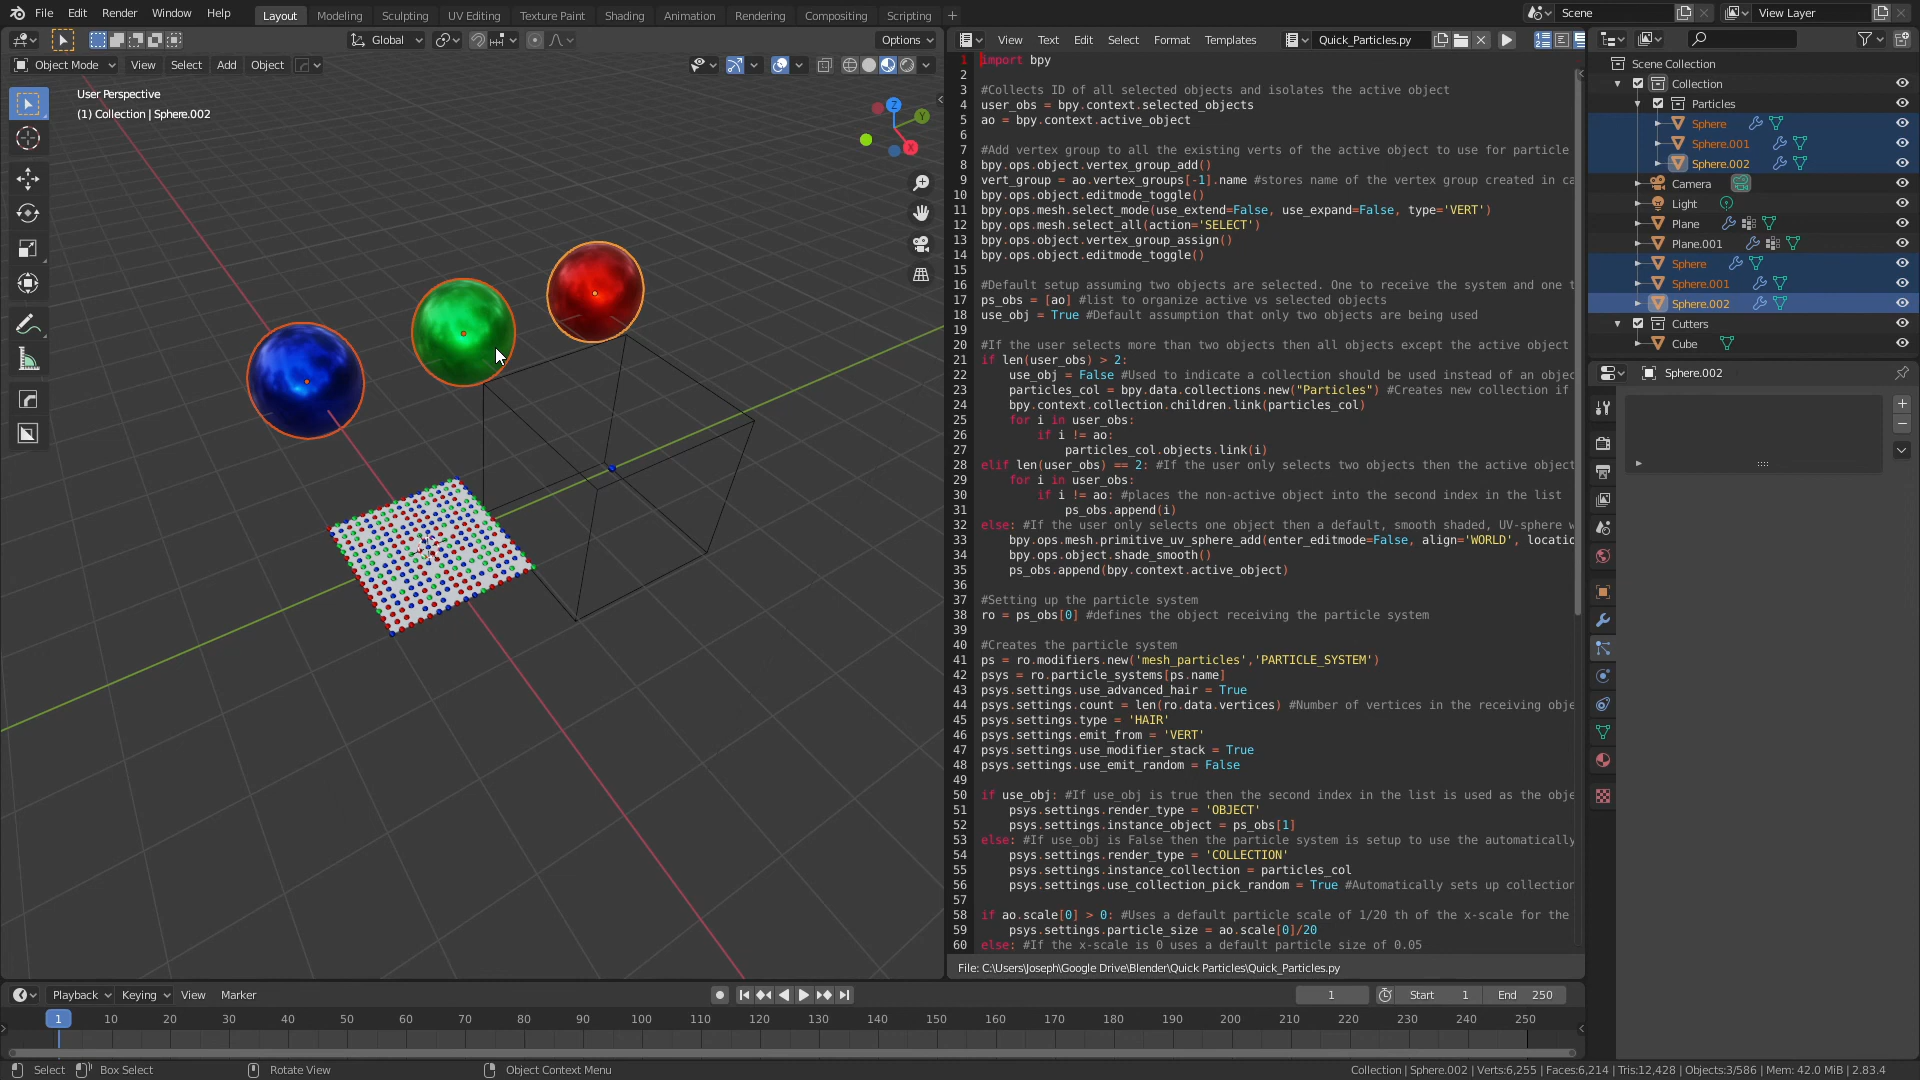 File Edit Render Window Help Layout Modeling Sculpting UV Editing Texture Paint Shading Animation Rendering Compositing Scripting + Scene View Layer
Global Options View Text Edit Select Format Templates Quick_Particles.py
Object Mode View Select Add Object
User Perspective
(1) Collection | Sphere.002
Z
Y
X
1 import bpy
2
3 #Collects ID of all selected objects and isolates the active object
4 user_obs = bpy.context.selected_objects
5 ao = bpy.context.active_object
6
7 #Add vertex group to all the existing verts of the active object to use for particle
8 bpy.ops.object.vertex_group_add()
9 vert_group = ao.vertex_groups[-1].name #stores name of the vertex group created in ca
10 bpy.ops.object.editmode_toggle()
11 bpy.ops.mesh.select_mode(use_extend=False, use_expand=False, type='VERT')
12 bpy.ops.mesh.select_all(action='SELECT')
13 bpy.ops.object.vertex_group_assign()
14 bpy.ops.object.editmode_toggle()
15
16 #Default setup assuming two objects are selected. One to receive the system and one t
17 ps_obs = [ao] #list to organize active vs selected objects
18 use_obj = True #Default assumption that only two objects are being used
19
20 #If the user selects more than two objects then all objects except the active object
21 if len(user_obs) > 2:
22 use_obj = False #Used to indicate a collection should be used instead of an objec
23 particles_col = bpy.data.collections.new("Particles") #Creates new collection if
24 bpy.context.collection.children.link(particles_col)
25 for i in user_obs:
26 if i != ao:
27 particles_col.objects.link(i)
28 elif len(user_obs) == 2: #If the user only selects two objects then the active object
29 for i in user_obs:
30 if i != ao: #places the non-active object into the second index in the list
31 ps_obs.append(i)
32 else: #If the user only selects one object then a default, smooth shaded, UV-sphere w
33 bpy.ops.mesh.primitive_uv_sphere_add(enter_editmode=False, align='WORLD', locatio
34 bpy.ops.object.shade_smooth()
35 ps_obs.append(bpy.context.active_object)
36
37 #Setting up the particle system
38 ro = ps_obs[0] #defines the object receiving the particle system
39
40 #Creates the particle system
41 ps = ro.modifiers.new('mesh_particles','PARTICLE_SYSTEM')
42 psys = ro.particle_systems[ps.name]
43 psys.settings.use_advanced_hair = True
44 psys.settings.count = len(ro.data.vertices) #Number of vertices in the receiving obje
45 psys.settings.type = 'HAIR'
46 psys.settings.emit_from = 'VERT'
47 psys.settings.use_modifier_stack = True
48 psys.settings.use_emit_random = False
49
50 if use_obj: #If use_obj is true then the second index in the list is used as the obje
51 psys.settings.render_type = 'OBJECT'
52 psys.settings.instance_object = ps_obs[1]
53 else: #If use_obj is False then the particle system is setup to use the automatically
54 psys.settings.render_type = 'COLLECTION'
55 psys.settings.instance_collection = particles_col
56 psys.settings.use_collection_pick_random = True #Automatically sets up collection
57
58 if ao.scale[0] > 0: #Uses a default particle scale of 1/20 th of the x-scale for the
59 psys.settings.particle_size = ao.scale[0]/20
60 else: #If the x-scale is 0 uses a default particle size of 0.05
File: C:\Users\Joseph\Google Drive\Blender\Quick Particles\Quick_Particles.py
Scene Collection
Collection
Particles
Sphere
Sphere.001
Sphere.002
Camera
Light
Plane
Plane.001
Sphere
Sphere.001
Sphere.002
Cutters
Cube
Sphere.002
Playback Keying View Marker 1 Start 1 End 250
1 10 20 30 40 50 60 70 80 90 100 110 120 130 140 150 160 170 180 190 200 210 220 230 240 250
Select Box Select Rotate View Object Context Menu Collection | Sphere.002 | Verts:6,255 | Faces:6,214 | Tris:12,428 | Objects:3/586 | Mem: 42.0 MiB | 2.83.4